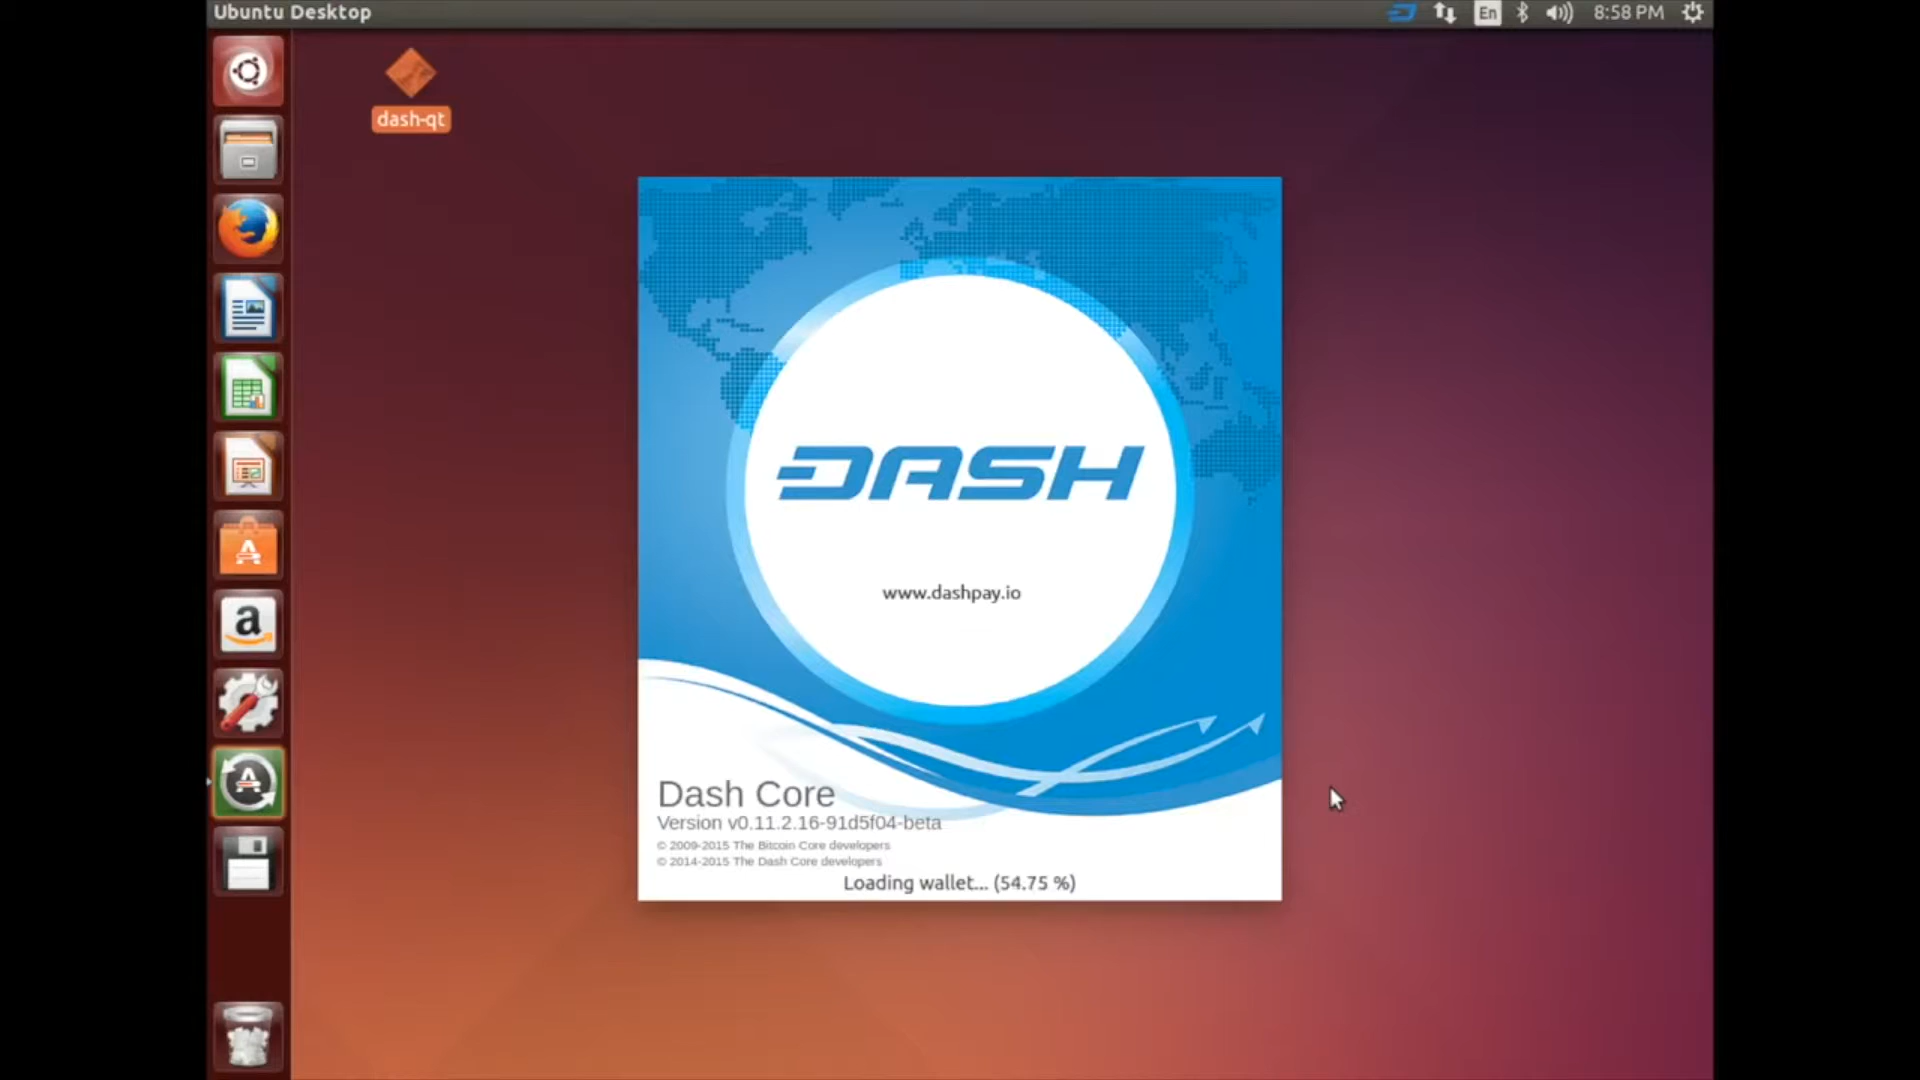 Ubuntu Desktop
En
8:58 PM
dash-qt
DASH
www.dashpay.io
Dash Core
Version v0.11.2.16-91d5f04-beta
© 2009-2015 The Bitcoin Core developers
© 2014-2015 The Dash Core developers
Loading wallet... (54.75 %)